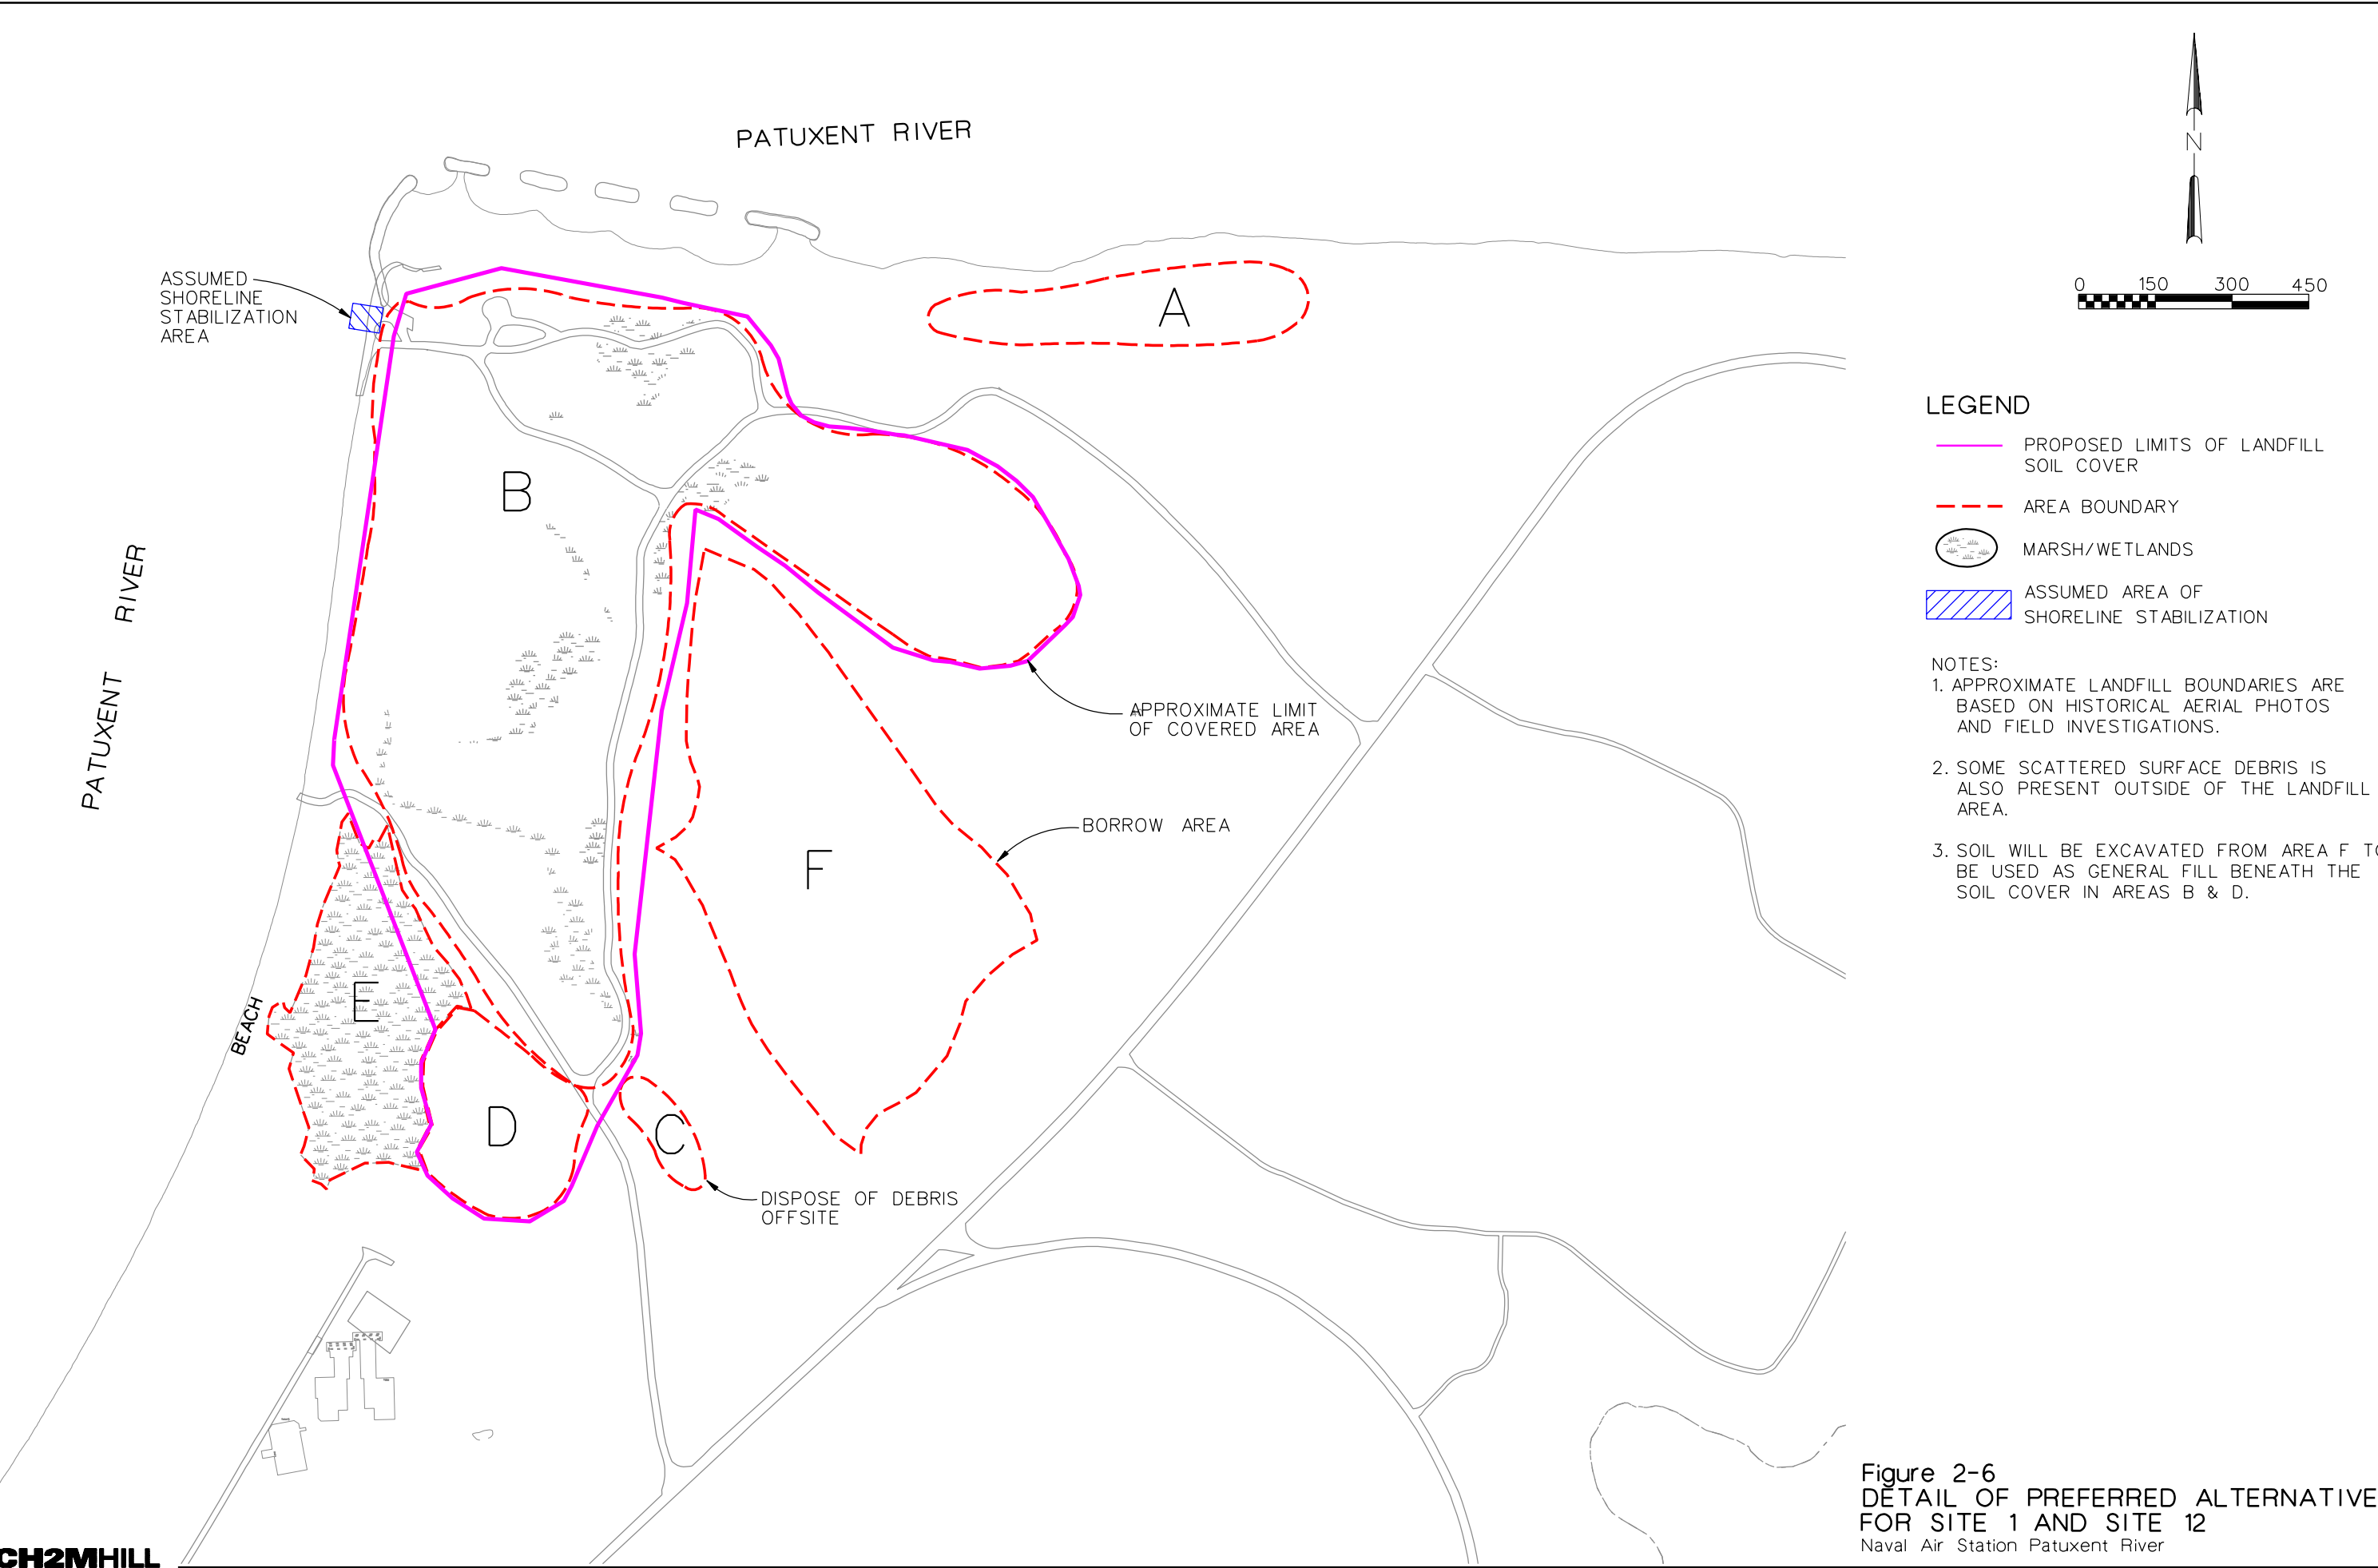 PATUXENT RIVER
N
0 150 300 450
ASSUMED
SHORELINE
STABILIZATION
AREA
A
B
LEGEND
PROPOSED LIMITS OF LANDFILL
SOIL COVER
AREA BOUNDARY
MARSH/WETLANDS
ASSUMED AREA OF
SHORELINE STABILIZATION
NOTES:
1. APPROXIMATE LANDFILL BOUNDARIES ARE
BASED ON HISTORICAL AERIAL PHOTOS
AND FIELD INVESTIGATIONS.
2. SOME SCATTERED SURFACE DEBRIS IS
ALSO PRESENT OUTSIDE OF THE LANDFILL
AREA.
3. SOIL WILL BE EXCAVATED FROM AREA F TO
BE USED AS GENERAL FILL BENEATH THE
SOIL COVER IN AREAS B & D.
PATUXENT RIVER
APPROXIMATE LIMIT
OF COVERED AREA
BORROW AREA
F
E
BEACH
D
C
DISPOSE OF DEBRIS
OFFSITE
Figure 2-6
DETAIL OF PREFERRED ALTERNATIVE
FOR SITE 1 AND SITE 12
Naval Air Station Patuxent River
CH2MHILL